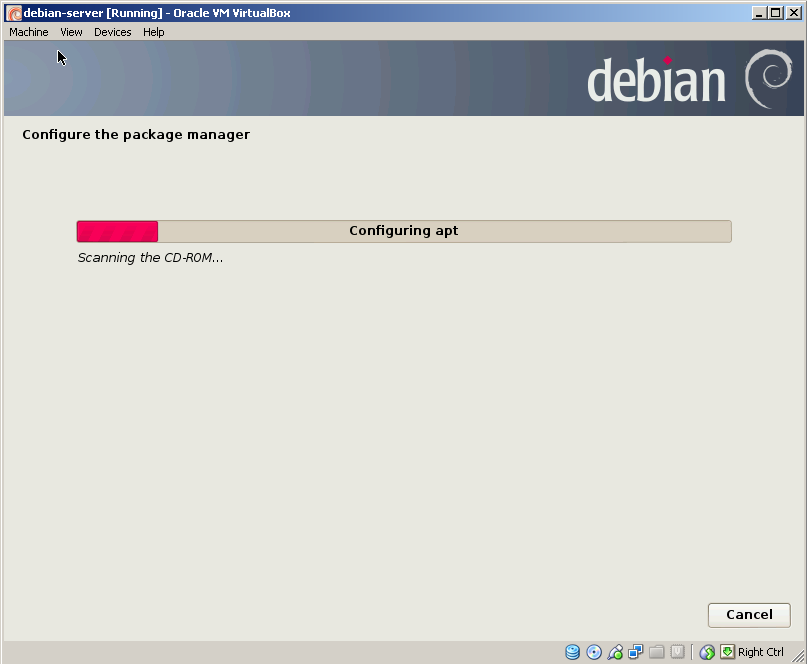 debian-server [Running] - Oracle VM VirtualBox
Machine View Devices Help
debian
Configure the package manager
Configuring apt
Scanning the CD-ROM...
Cancel
Right Ctrl